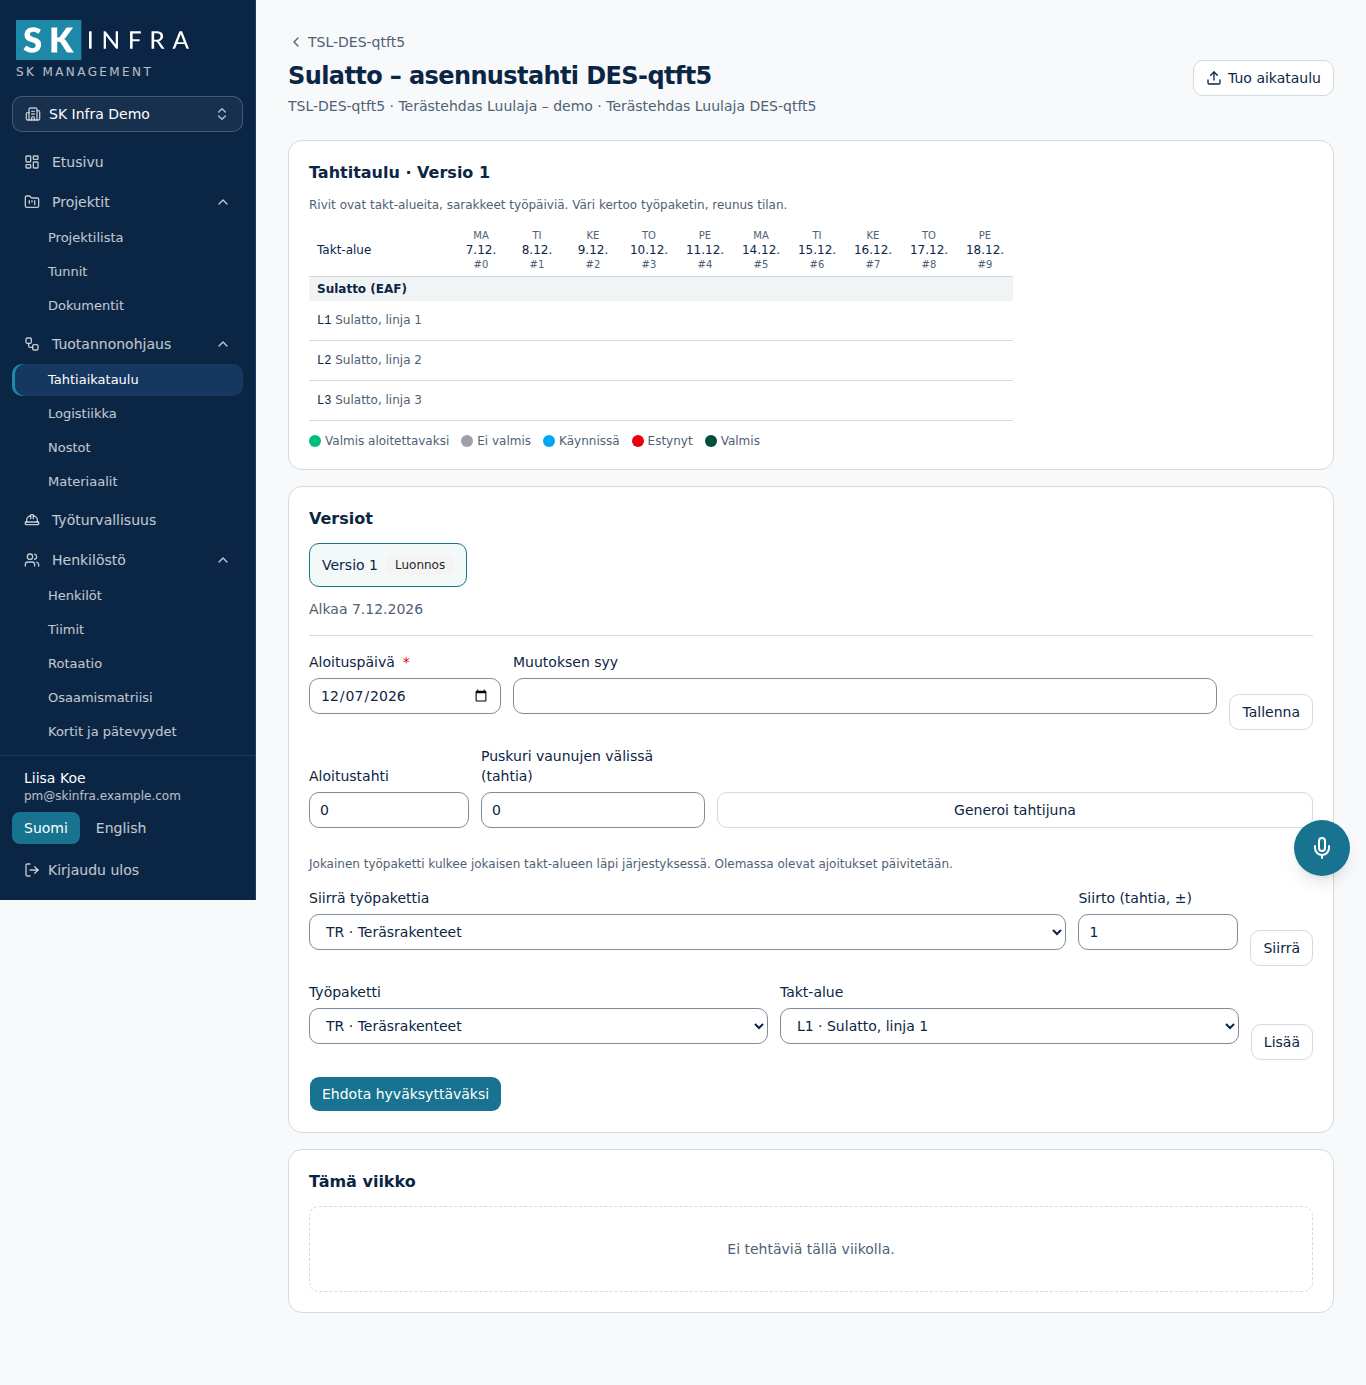 SK INFRA
SK MANAGEMENT
SK Infra Demo
Etusivu
Projektit
Projektilista
Tunnit
Dokumentit
Tuotannonohjaus
Tahtiaikataulu
Logistiikka
Nostot
Materiaalit
Työturvallisuus
Henkilöstö
Henkilöt
Tiimit
Rotaatio
Osaamismatriisi
Kortit ja pätevyydet
Liisa Koe
pm@skinfra.example.com
Suomi English
Kirjaudu ulos
TSL-DES-qtft5
Sulatto – asennustahti DES-qtft5
TSL-DES-qtft5 · Terästehdas Luulaja – demo · Terästehdas Luulaja DES-qtft5
Tuo aikataulu
Tahtitaulu · Versio 1
Rivit ovat takt-alueita, sarakkeet työpäiviä. Väri kertoo työpaketin, reunus tilan.
MA TI KE TO PE MA TI KE TO PE
Takt-alue 7.12. 8.12. 9.12. 10.12. 11.12. 14.12. 15.12. 16.12. 17.12. 18.12.
#0 #1 #2 #3 #4 #5 #6 #7 #8 #9
Sulatto (EAF)
L1 Sulatto, linja 1
L2 Sulatto, linja 2
L3 Sulatto, linja 3
Valmis aloitettavaksi Ei valmis Käynnissä Estynyt Valmis
Versiot
Versio 1 Luonnos
Alkaa 7.12.2026
Aloituspäivä * Muutoksen syy
12/07/2026
Tallenna
Puskuri vaunujen välissä
Aloitustahti (tahtia)
0 0 Generoi tahtijuna
Jokainen työpaketti kulkee jokaisen takt-alueen läpi järjestyksessä. Olemassa olevat ajoitukset päivitetään.
Siirrä työpakettia Siirto (tahtia, ±)
TR · Teräsrakenteet 1
Siirrä
Työpaketti Takt-alue
TR · Teräsrakenteet L1 · Sulatto, linja 1
Lisää
Ehdota hyväksyttäväksi
Tämä viikko
Ei tehtäviä tällä viikolla.